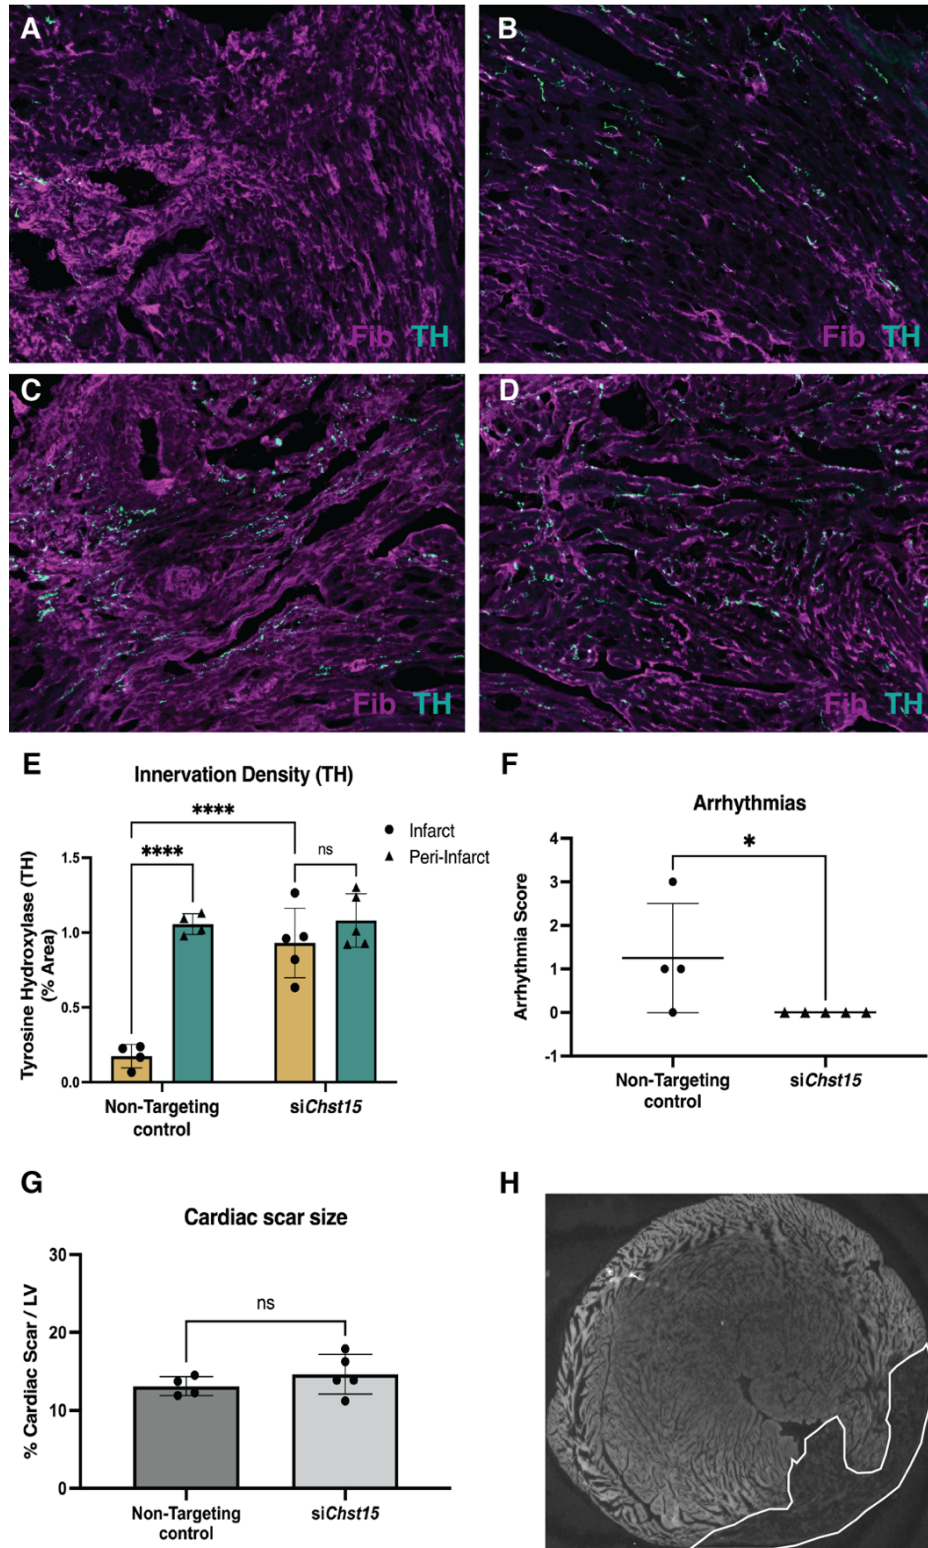 A
Fib TH
B
Fib TH
C
Fib TH
D
Fib TH
E
Innervation Density (TH)
****
****
ns
Infarct
Peri-Infarct
Tyrosine Hydroxylase (TH)
(% Area)
1.5
1.0
0.5
0.0
Non-Targeting
control
siChst15
F
Arrhythmias
*
Arrhythmia Score
4
3
2
1
0
-1
Non-Targeting
control
siChst15
G
Cardiac scar size
ns
% Cardiac Scar / LV
30
20
10
0
Non-Targeting
control
siChst15
H